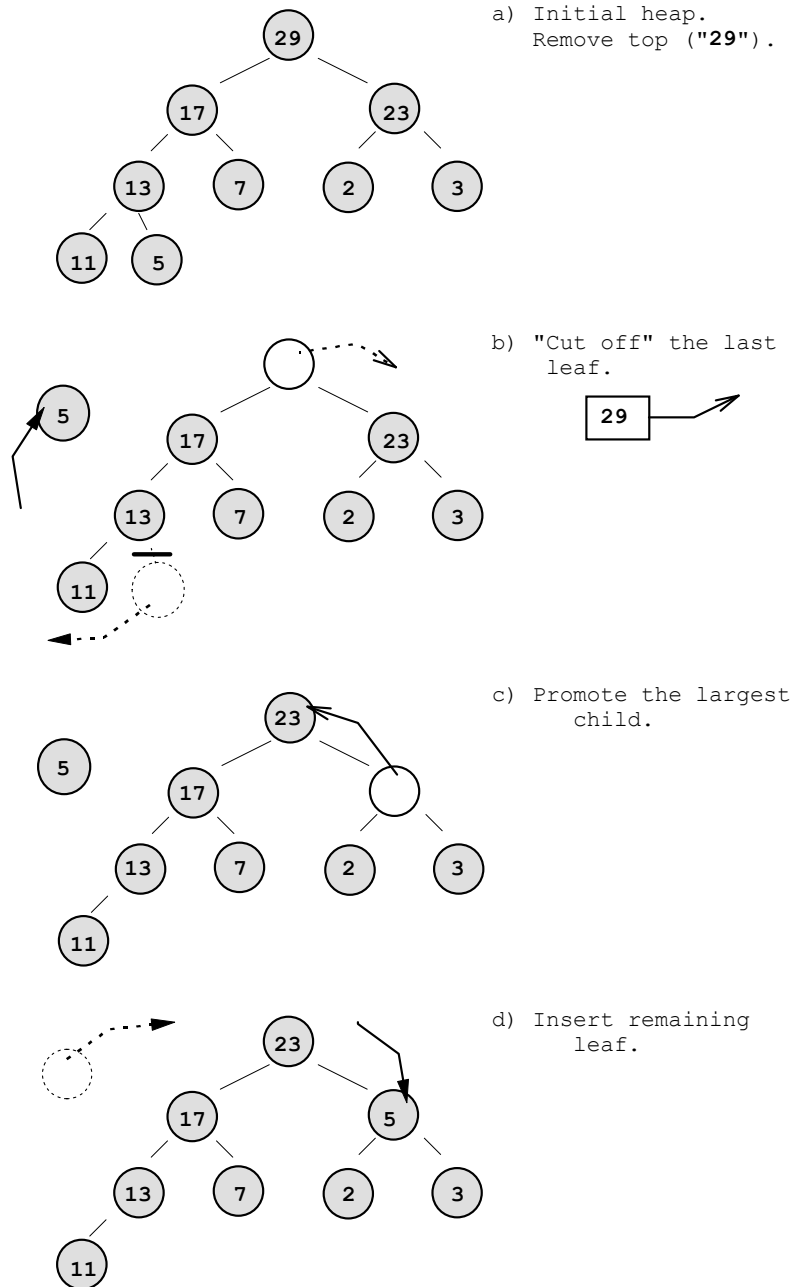 a) Initial heap.
Remove top ("29").
29
17 23
13 7 2 3
11 5
b) "Cut off" the last
leaf.
29
5
17 23
13 7 2 3
11
c) Promote the largest
child.
23
5
17
13 7 2 3
11
d) Insert remaining
leaf.
23
17 5
13 7 2 3
11